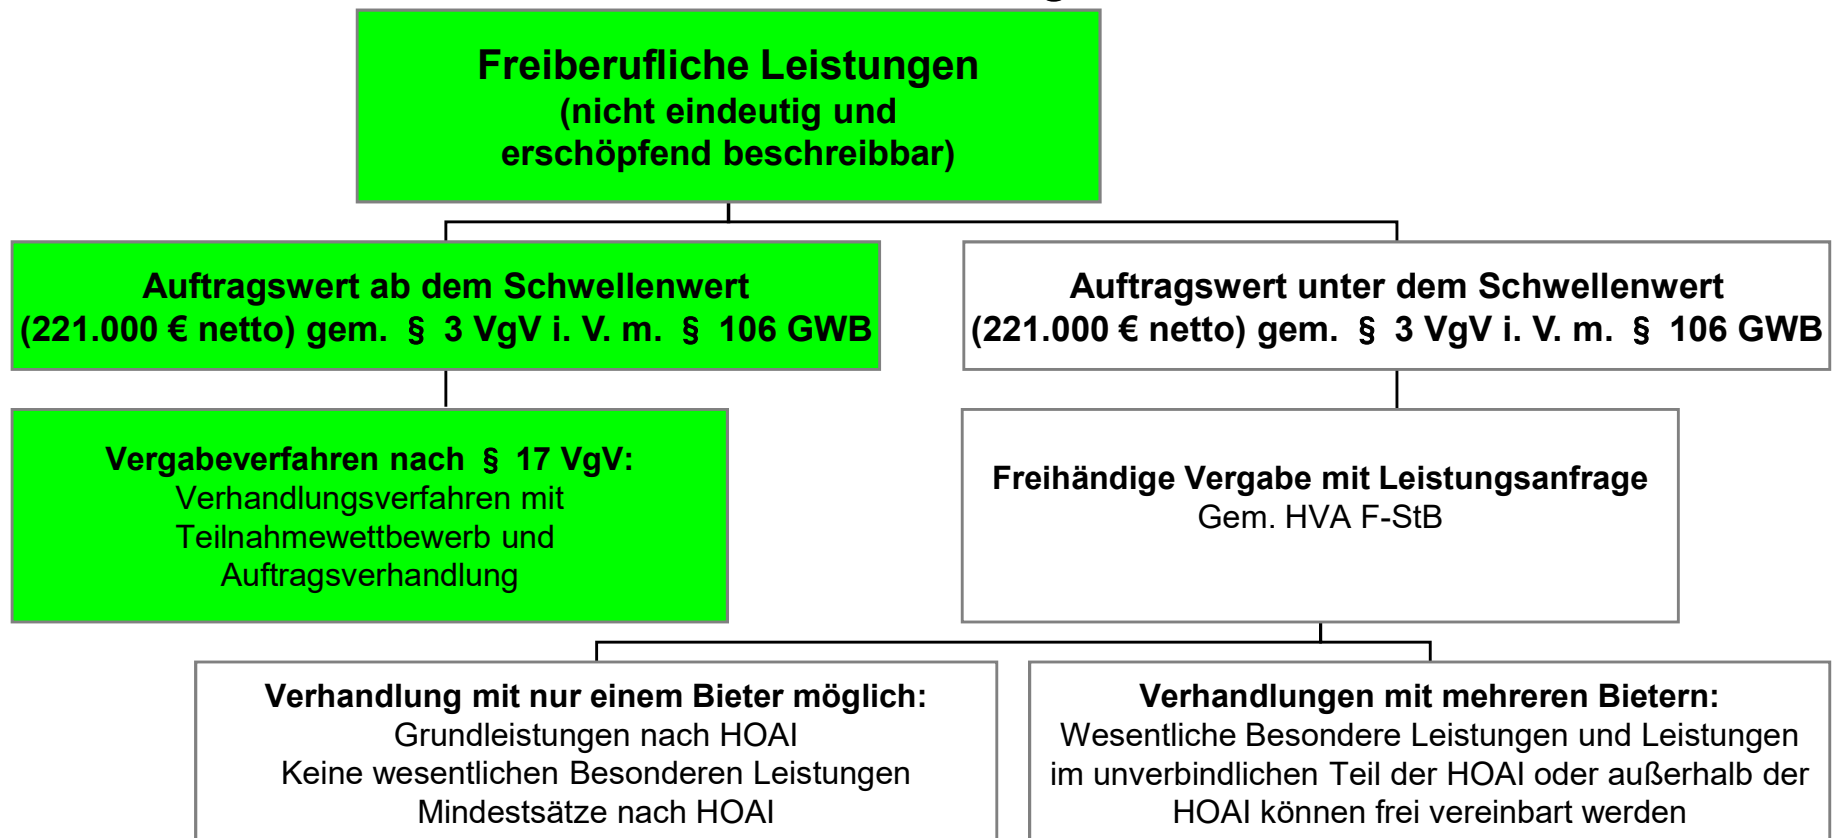 Freiberufliche Leistungen
(nicht eindeutig und
erschöpfend beschreibbar)
Auftragswert ab dem Schwellenwert
(221.000 € netto) gem. § 3 VgV i. V. m. § 106 GWB
Auftragswert unter dem Schwellenwert
(221.000 € netto) gem. § 3 VgV i. V. m. § 106 GWB
Vergabeverfahren nach § 17 VgV:
Verhandlungsverfahren mit
Teilnahmewettbewerb und
Auftragsverhandlung
Freihändige Vergabe mit Leistungsanfrage
Gem. HVA F-StB
Verhandlung mit nur einem Bieter möglich:
Grundleistungen nach HOAI
Keine wesentlichen Besonderen Leistungen
Mindestsätze nach HOAI
Verhandlungen mit mehreren Bietern:
Wesentliche Besondere Leistungen und Leistungen
im unverbindlichen Teil der HOAI oder außerhalb der
HOAI können frei vereinbart werden